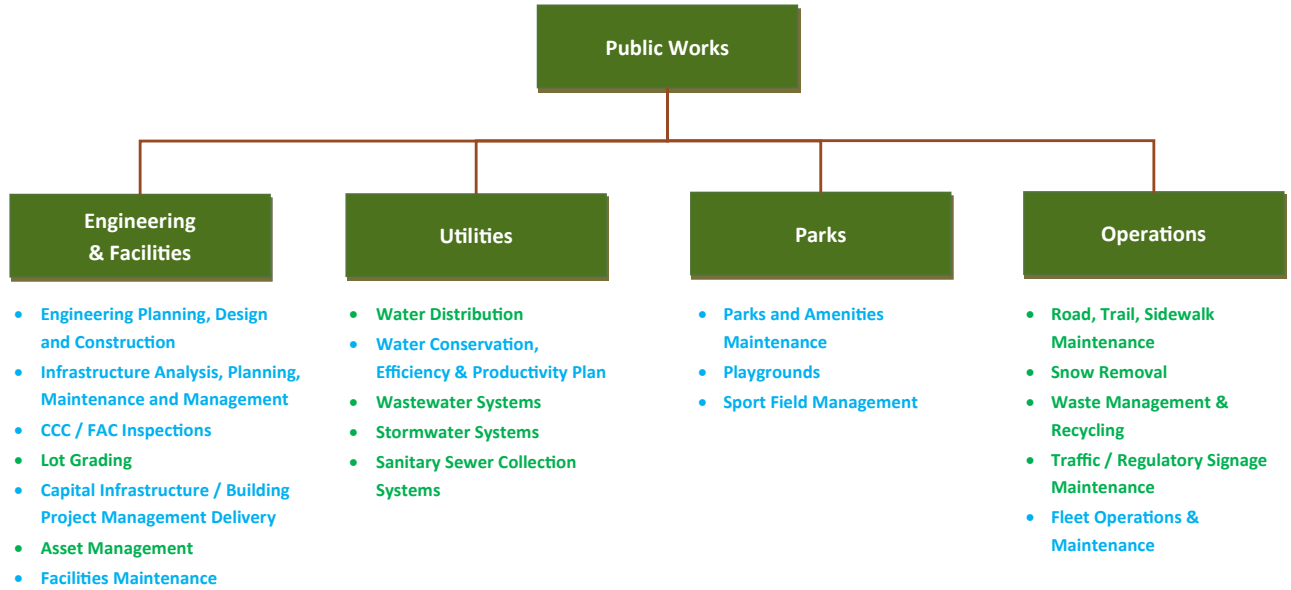 Public Works
Engineering
& Facilities
• Engineering Planning, Design
and Construction
• Infrastructure Analysis, Planning,
Maintenance and Management
• CCC / FAC Inspections
• Lot Grading
• Capital Infrastructure / Building
Project Management Delivery
• Asset Management
• Facilities Maintenance
Utilities
• Water Distribution
• Water Conservation,
Efficiency & Productivity Plan
• Wastewater Systems
• Stormwater Systems
• Sanitary Sewer Collection
Systems
Parks
• Parks and Amenities
Maintenance
• Playgrounds
• Sport Field Management
Operations
• Road, Trail, Sidewalk
Maintenance
• Snow Removal
• Waste Management &
Recycling
• Traffic / Regulatory Signage
Maintenance
• Fleet Operations &
Maintenance